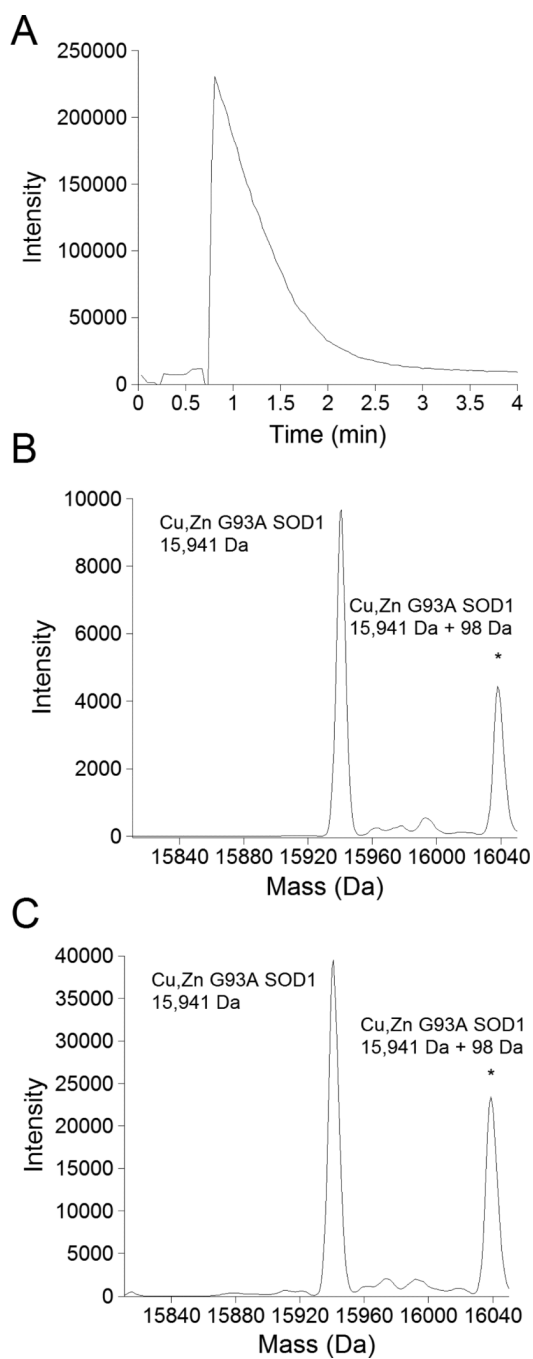 A
250000
200000
150000
100000
50000
0
Intensity
0 0.5 1 1.5 2 2.5 3 3.5 4
Time (min)
B
10000
8000
6000
4000
2000
0
Intensity
Cu,Zn G93A SOD1
15,941 Da
Cu,Zn G93A SOD1
15,941 Da + 98 Da
*
15840 15880 15920 15960 16000 16040
Mass (Da)
C
40000
35000
30000
25000
20000
15000
10000
5000
0
Intensity
Cu,Zn G93A SOD1
15,941 Da
Cu,Zn G93A SOD1
15,941 Da + 98 Da
*
15840 15880 15920 15960 16000 16040
Mass (Da)